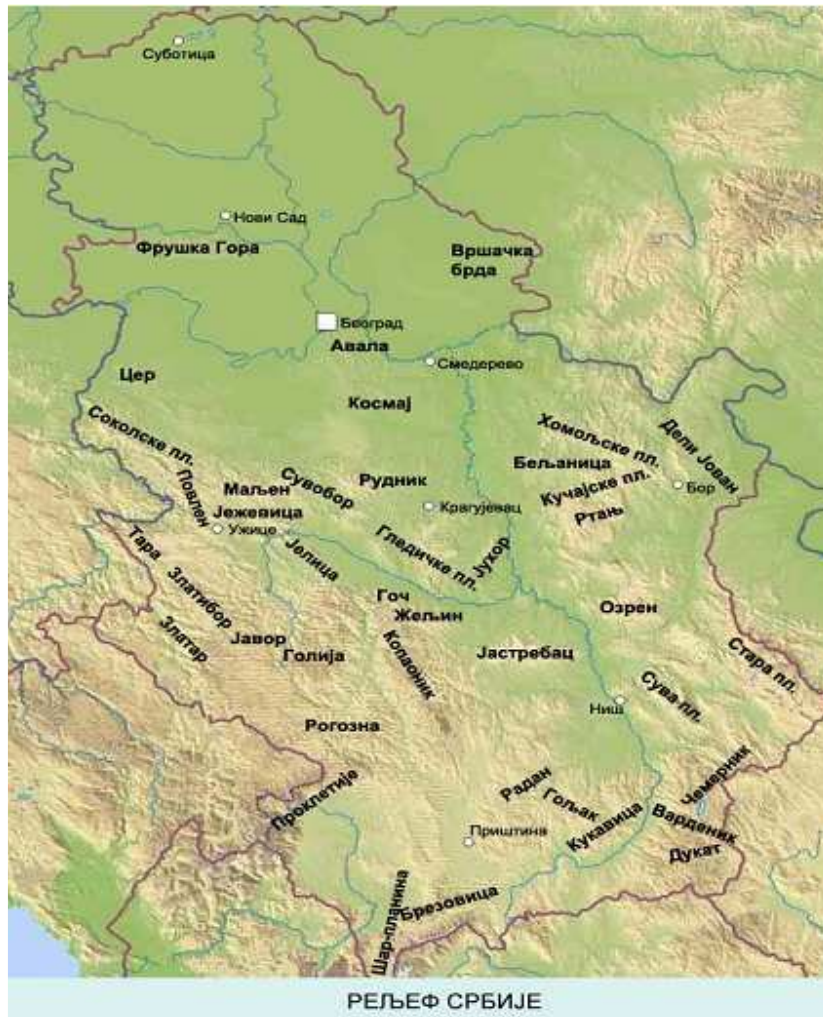 Суботица
Нови Сад
Фрушка Гора
Вршачка
брда
Београд
Авала
Смедерево
Цер
Космај
Соколске пл.
Хомољске пл.
Дели Јован
Повлен
Маљен
Сувобор
Рудник
Бељаница
Кучајске пл.
Бор
Јежевица
Крагујевац
Ртањ
Ужице
Тара
Јелица
Гледичке пл.
Јухор
Златибор
Гоч
Жељин
Озрен
Златар
Јавор
Голија
Копаоник
Јастребац
Стара пл.
Сува пл.
Ниш
Рогозна
Проклетије
Радан
Гољак
Кукавица
Чемерник
Варденик
Дукат
Приштина
Шар-планина
Брезовица
РЕЉЕФ СРБИЈЕ